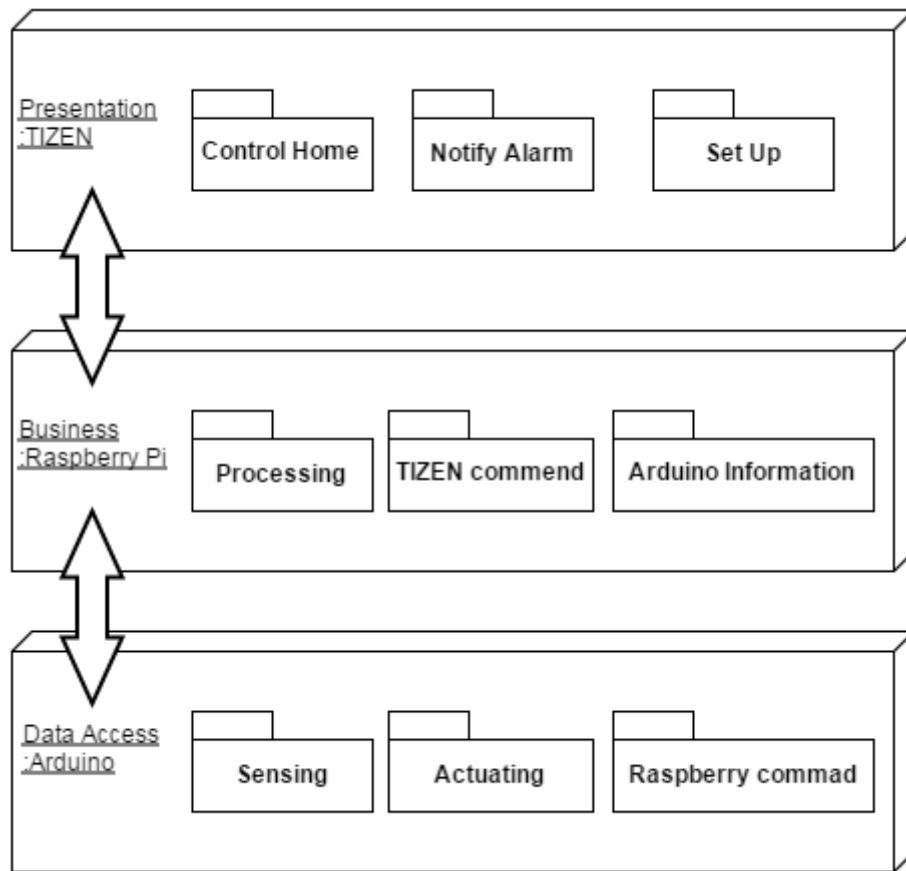 Presentation
:TIZEN
Control Home
Notify Alarm
Set Up
Business
:Raspberry Pi
Processing
TIZEN commend
Arduino Information
Data Access
:Arduino
Sensing
Actuating
Raspberry commad